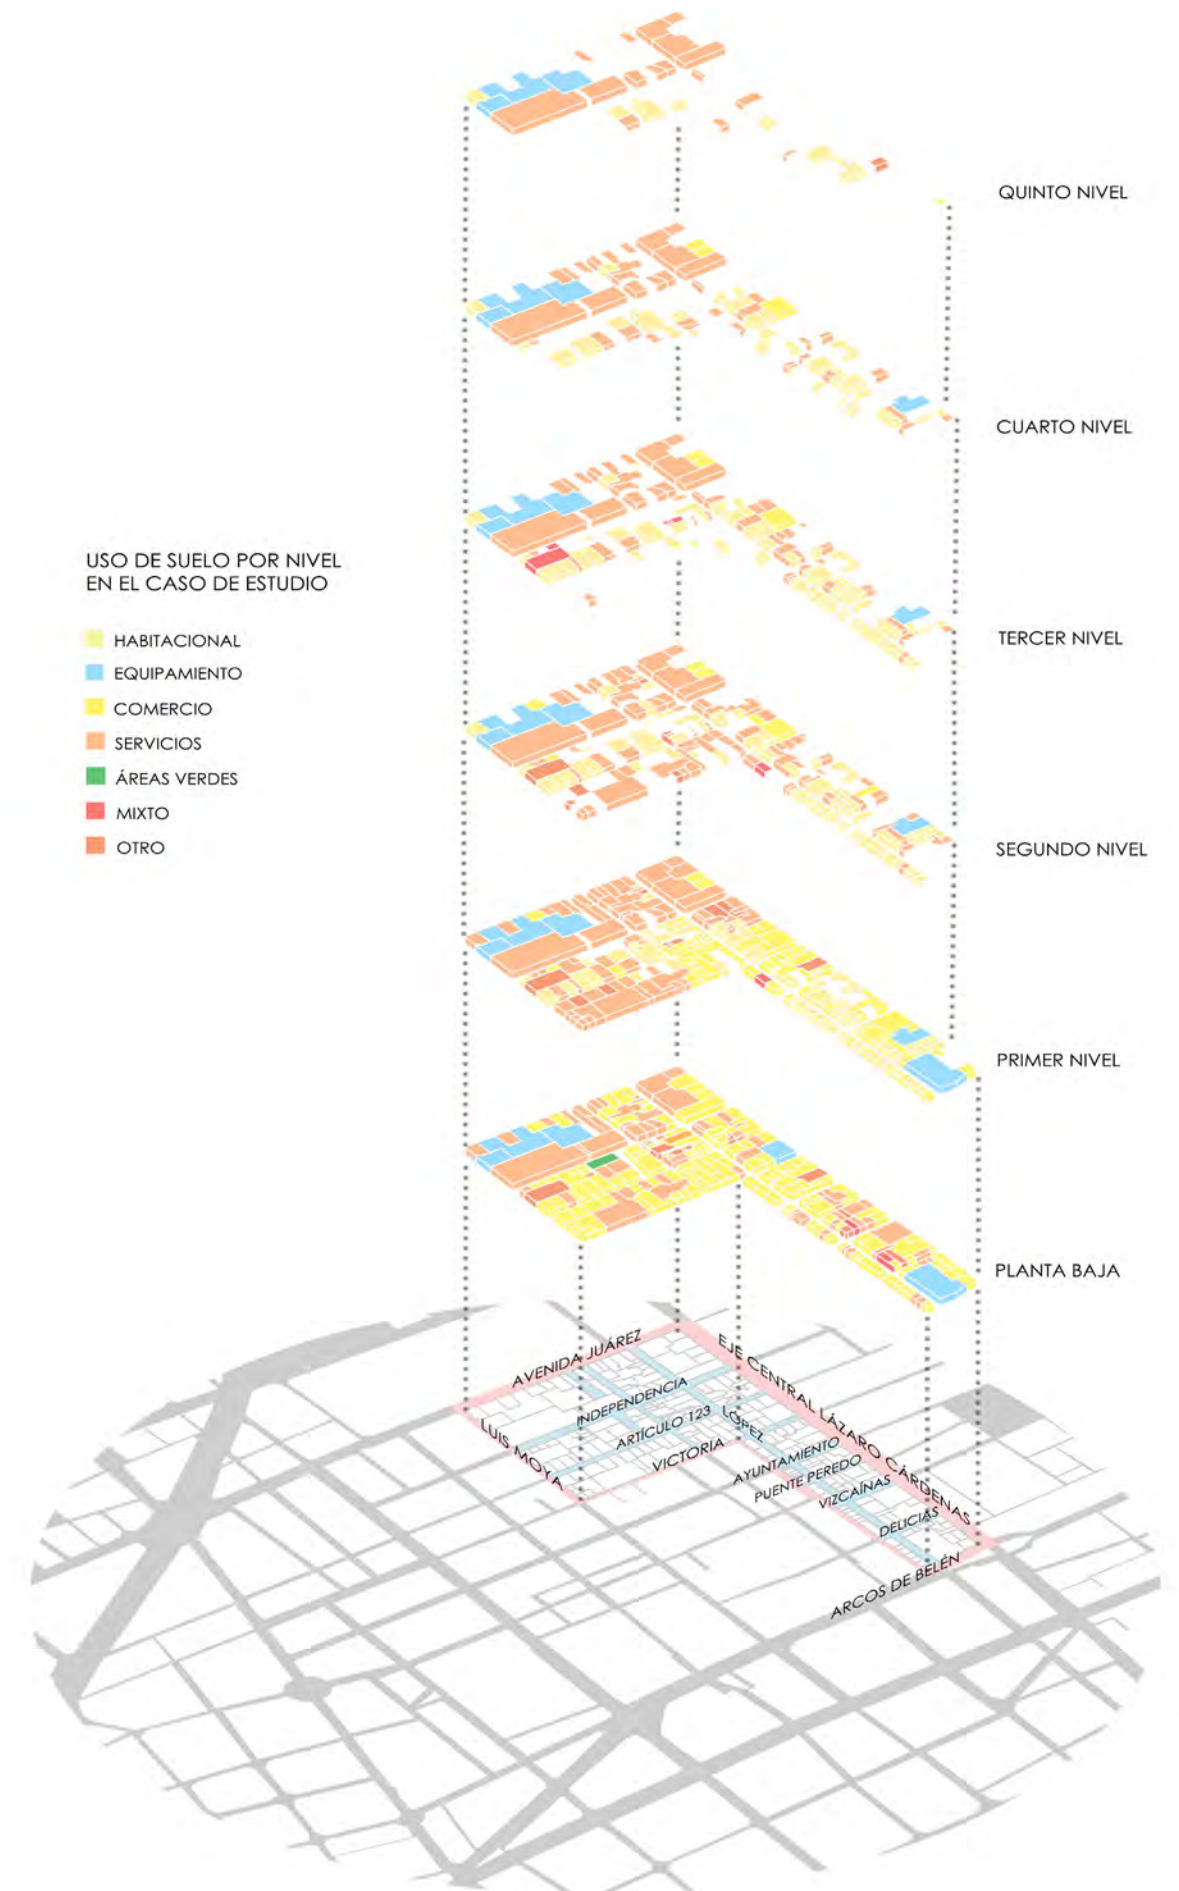 QUINTO NIVEL
CUARTO NIVEL
USO DE SUELO POR NIVEL
EN EL CASO DE ESTUDIO
HABITACIONAL
EQUIPAMIENTO
COMERCIO
SERVICIOS
ÁREAS VERDES
MIXTO
OTRO
TERCER NIVEL
SEGUNDO NIVEL
PRIMER NIVEL
PLANTA BAJA
AVENIDA JUÁREZ
EJE CENTRAL LÁZARO CÁRDENAS
INDEPENDENCIA
LUIS MOYA
ARTÍCULO 123
LÓPEZ
VICTORIA
AYUNTAMIENTO
PUENTE PEREDO
VIZCAÍNAS
DELICIAS
ARCOS DE BELÉN